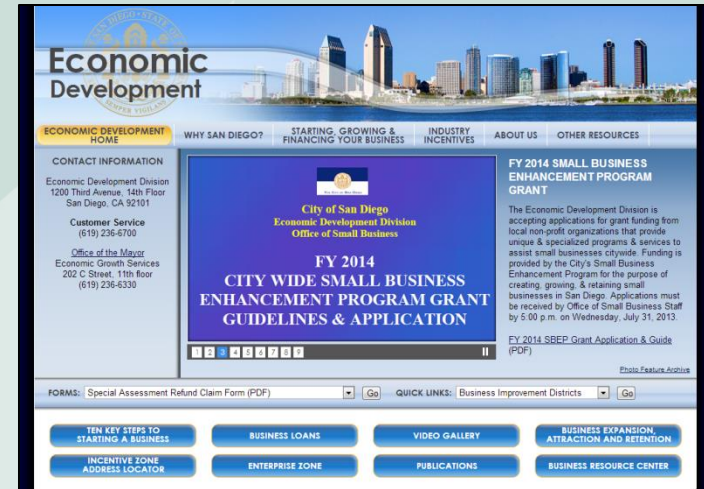 Economic
Development
ECONOMIC DEVELOPMENT
HOME
WHY SAN DIEGO?
STARTING, GROWING &
FINANCING YOUR BUSINESS
INDUSTRY
INCENTIVES
ABOUT US
OTHER RESOURCES
CONTACT INFORMATION
Economic Development Division
1200 Third Avenue, 14th Floor
San Diego, CA 92101
Customer Service
(619) 236-6700
Office of the Mayor
Economic Growth Services
202 C Street, 11th floor
(619) 236-6330
City of San Diego
Economic Development Division
Office of Small Business
FY 2014
CITY WIDE SMALL BUSINESS
ENHANCEMENT PROGRAM GRANT
GUIDELINES & APPLICATION
1 2 3 4 5 6 7 8 9
FY 2014 SMALL BUSINESS
ENHANCEMENT PROGRAM
GRANT
The Economic Development Division is
accepting applications for grant funding from
local non-profit organizations that provide
unique & specialized programs & services to
assist small businesses citywide. Funding is
provided by the City's Small Business
Enhancement Program for the purpose of
creating, growing, & retaining small
businesses in San Diego. Applications must
be received by Office of Small Business Staff
by 5:00 p.m. on Wednesday, July 31, 2013.
FY 2014 SBEP Grant Application & Guide
(PDF)
Photo Feature Archive
FORMS: Special Assessment Refund Claim Form (PDF) Go QUICK LINKS: Business Improvement Districts Go
TEN KEY STEPS TO
STARTING A BUSINESS
BUSINESS LOANS
VIDEO GALLERY
BUSINESS EXPANSION,
ATTRACTION AND RETENTION
INCENTIVE ZONE
ADDRESS LOCATOR
ENTERPRISE ZONE
PUBLICATIONS
BUSINESS RESOURCE CENTER